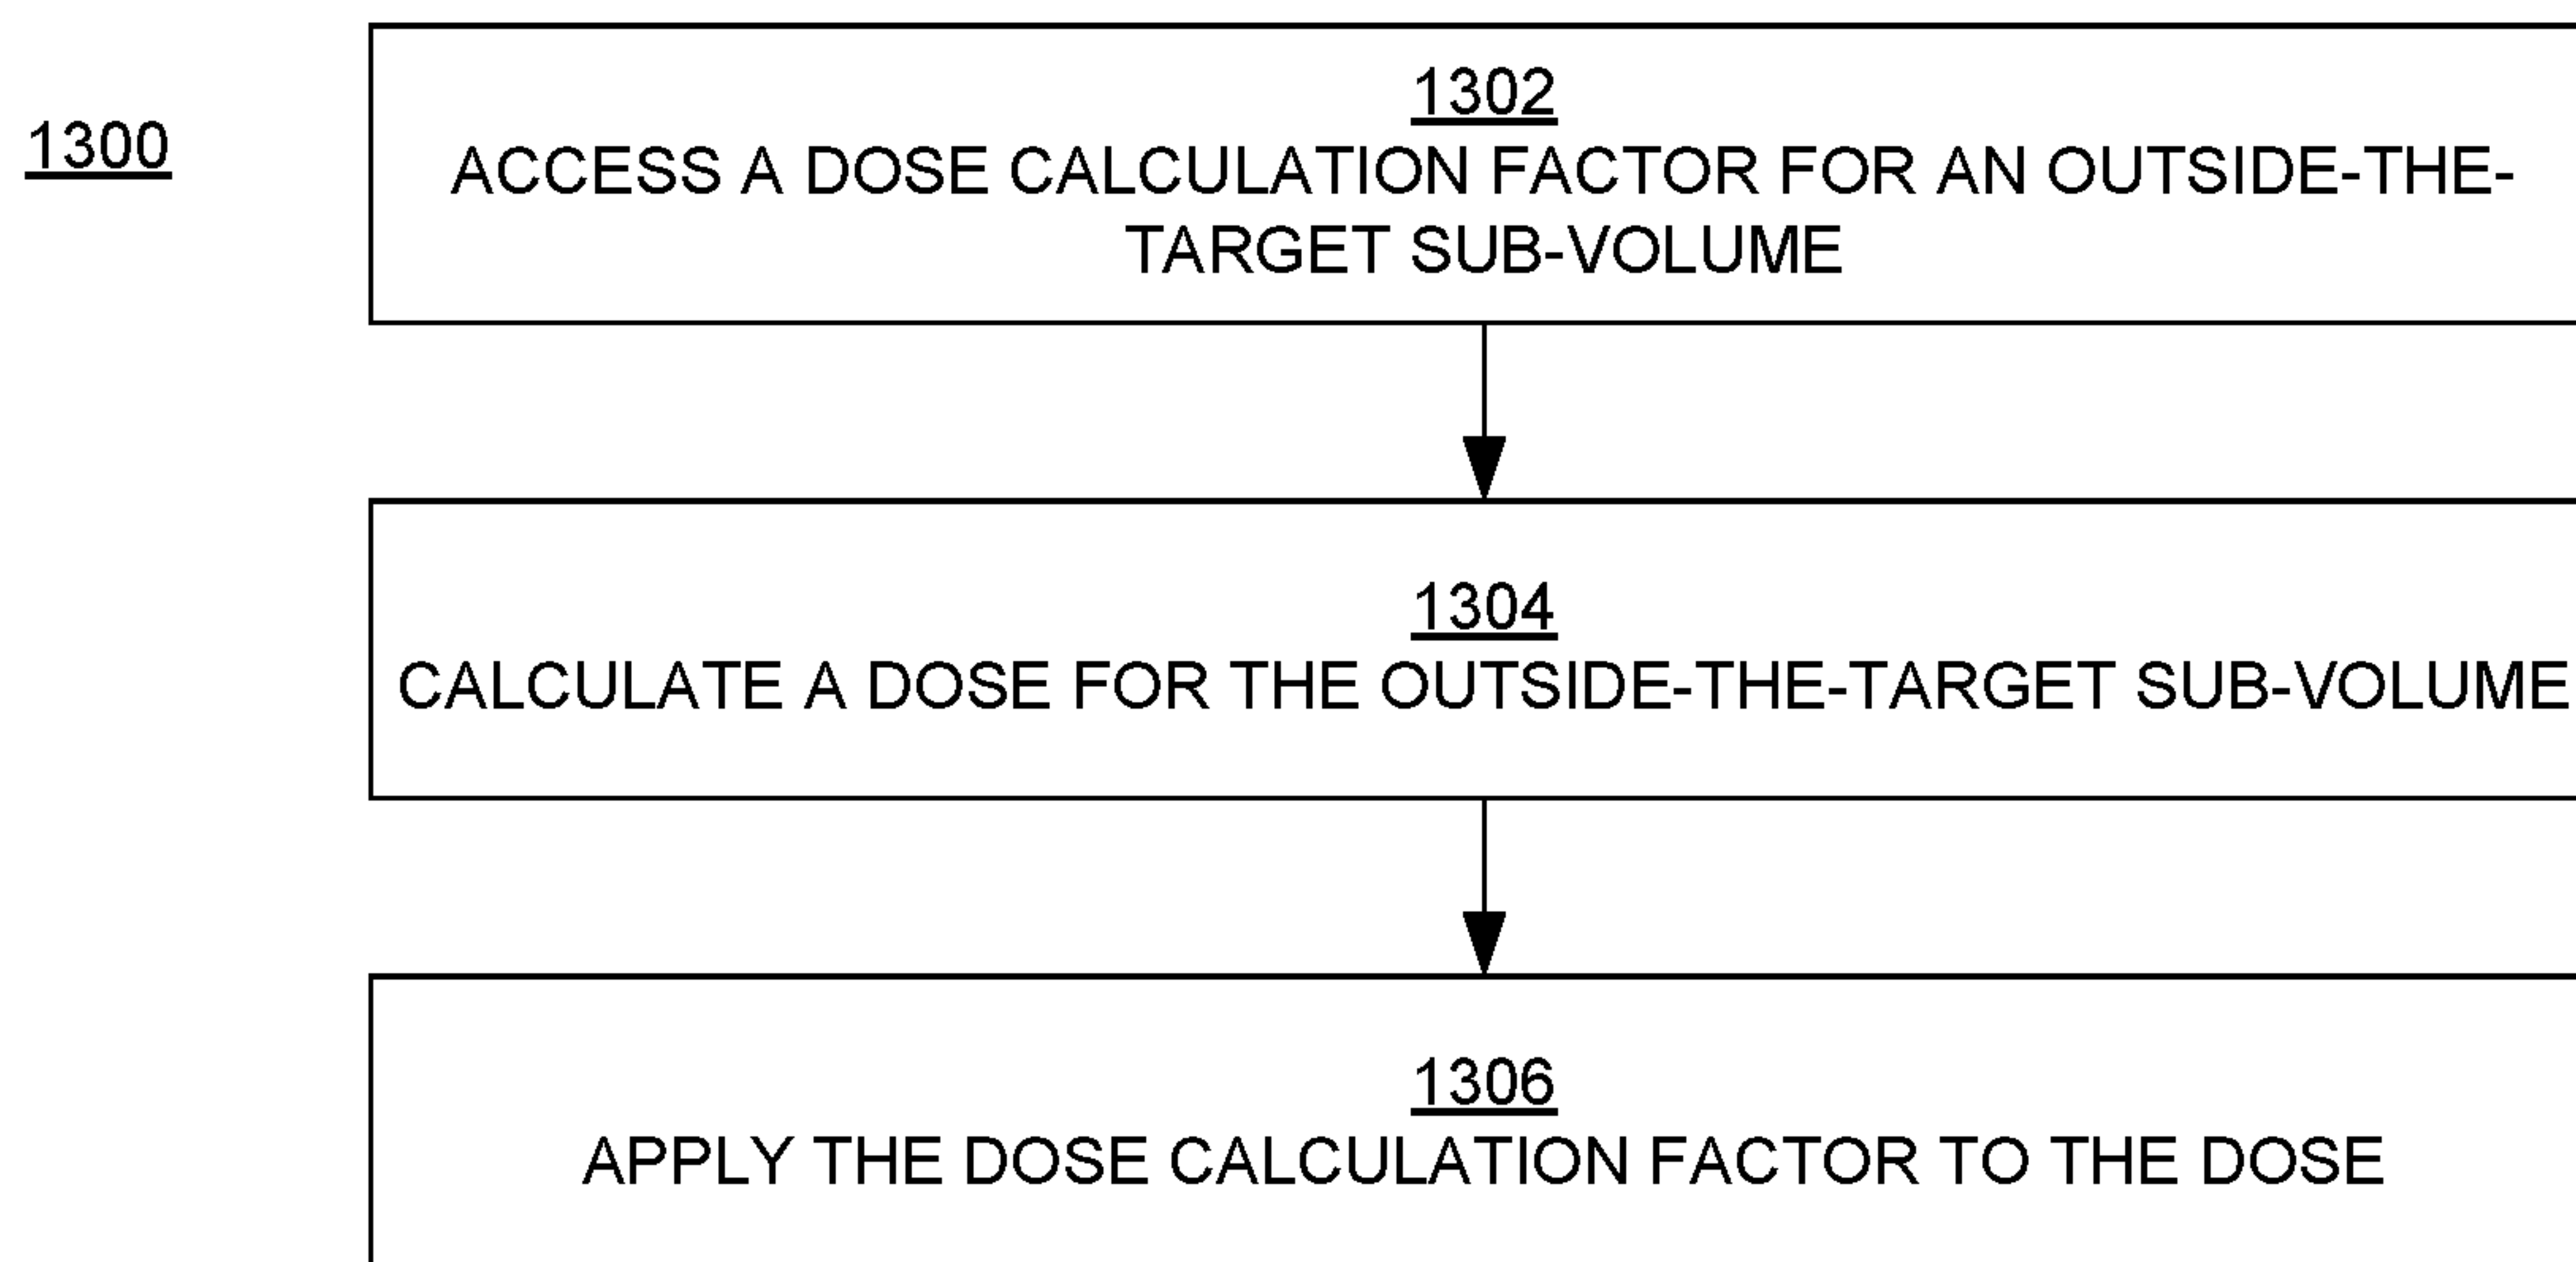 1300
1302
ACCESS A DOSE CALCULATION FACTOR FOR AN OUTSIDE-THE-
TARGET SUB-VOLUME
1304
CALCULATE A DOSE FOR THE OUTSIDE-THE-TARGET SUB-VOLUME
1306
APPLY THE DOSE CALCULATION FACTOR TO THE DOSE